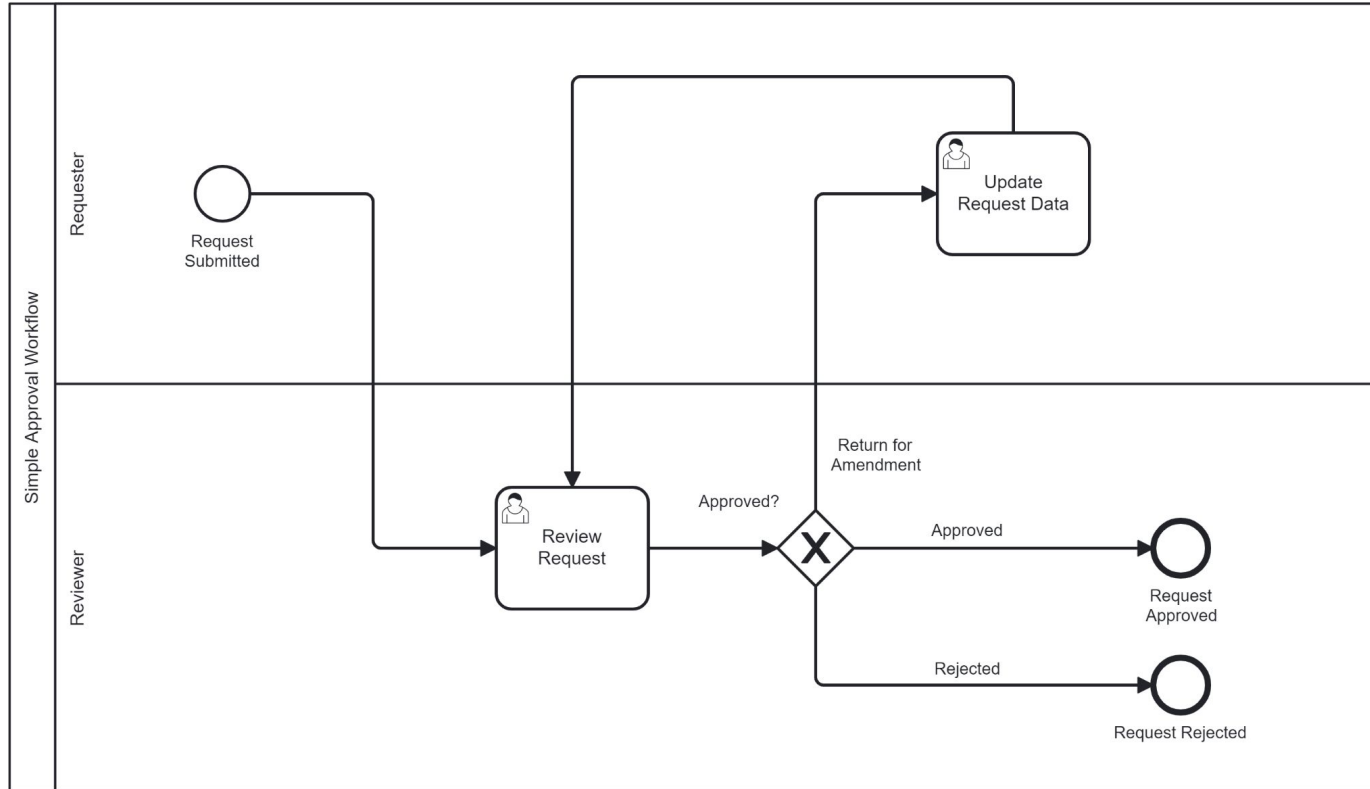 Simple Approval Workflow
Requester
Request
Submitted
Update
Request Data
Reviewer
Review
Request
Approved?
Return for
Amendment
X
Approved
Request
Approved
Rejected
Request Rejected